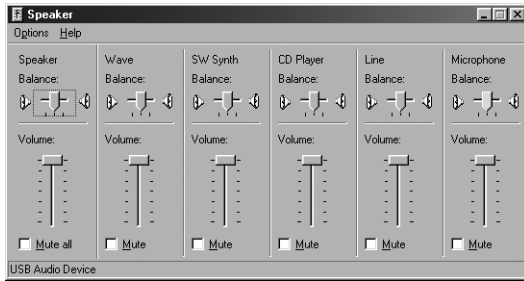 Speaker
Options Help
Speaker Wave SW Synth CD Player Line Microphone
Balance: Balance: Balance: Balance: Balance: Balance:
Volume: Volume: Volume: Volume: Volume: Volume:
Mute all Mute Mute Mute Mute Mute
USB Audio Device